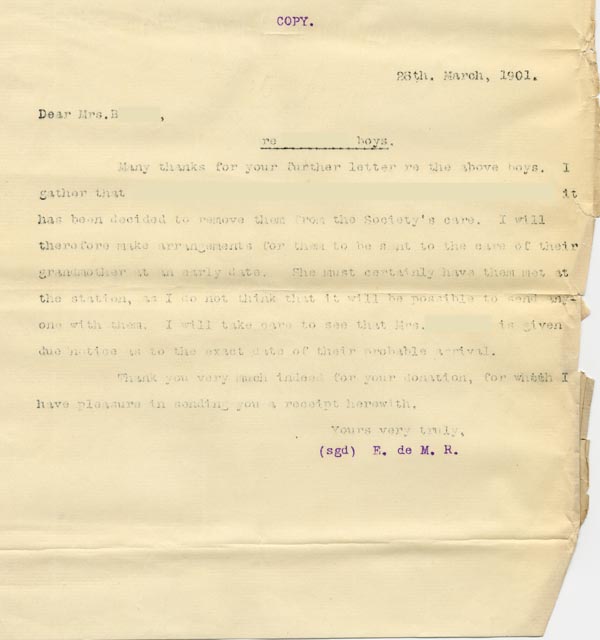 COPY.
26th. March, 1901.
Dear Mrs.B ,
re boys.
Many thanks for your further letter re the above boys. I
gather that it
has been decided to remove them from the Society's care. I will
therefore make arrangements for them to be sent to the care of their
grandmother at an early date. She must certainly have them met at
the station, as I do not think that it will be possible to send any-
one with them. I will take care to see that Mrs. is given
due notice as to the exact date of their probable arrival.
Thank you very much indeed for your donation, for I
have pleasure in sending you a receipt herewith.
Yours very truly,
(sgd) E. de M. R.